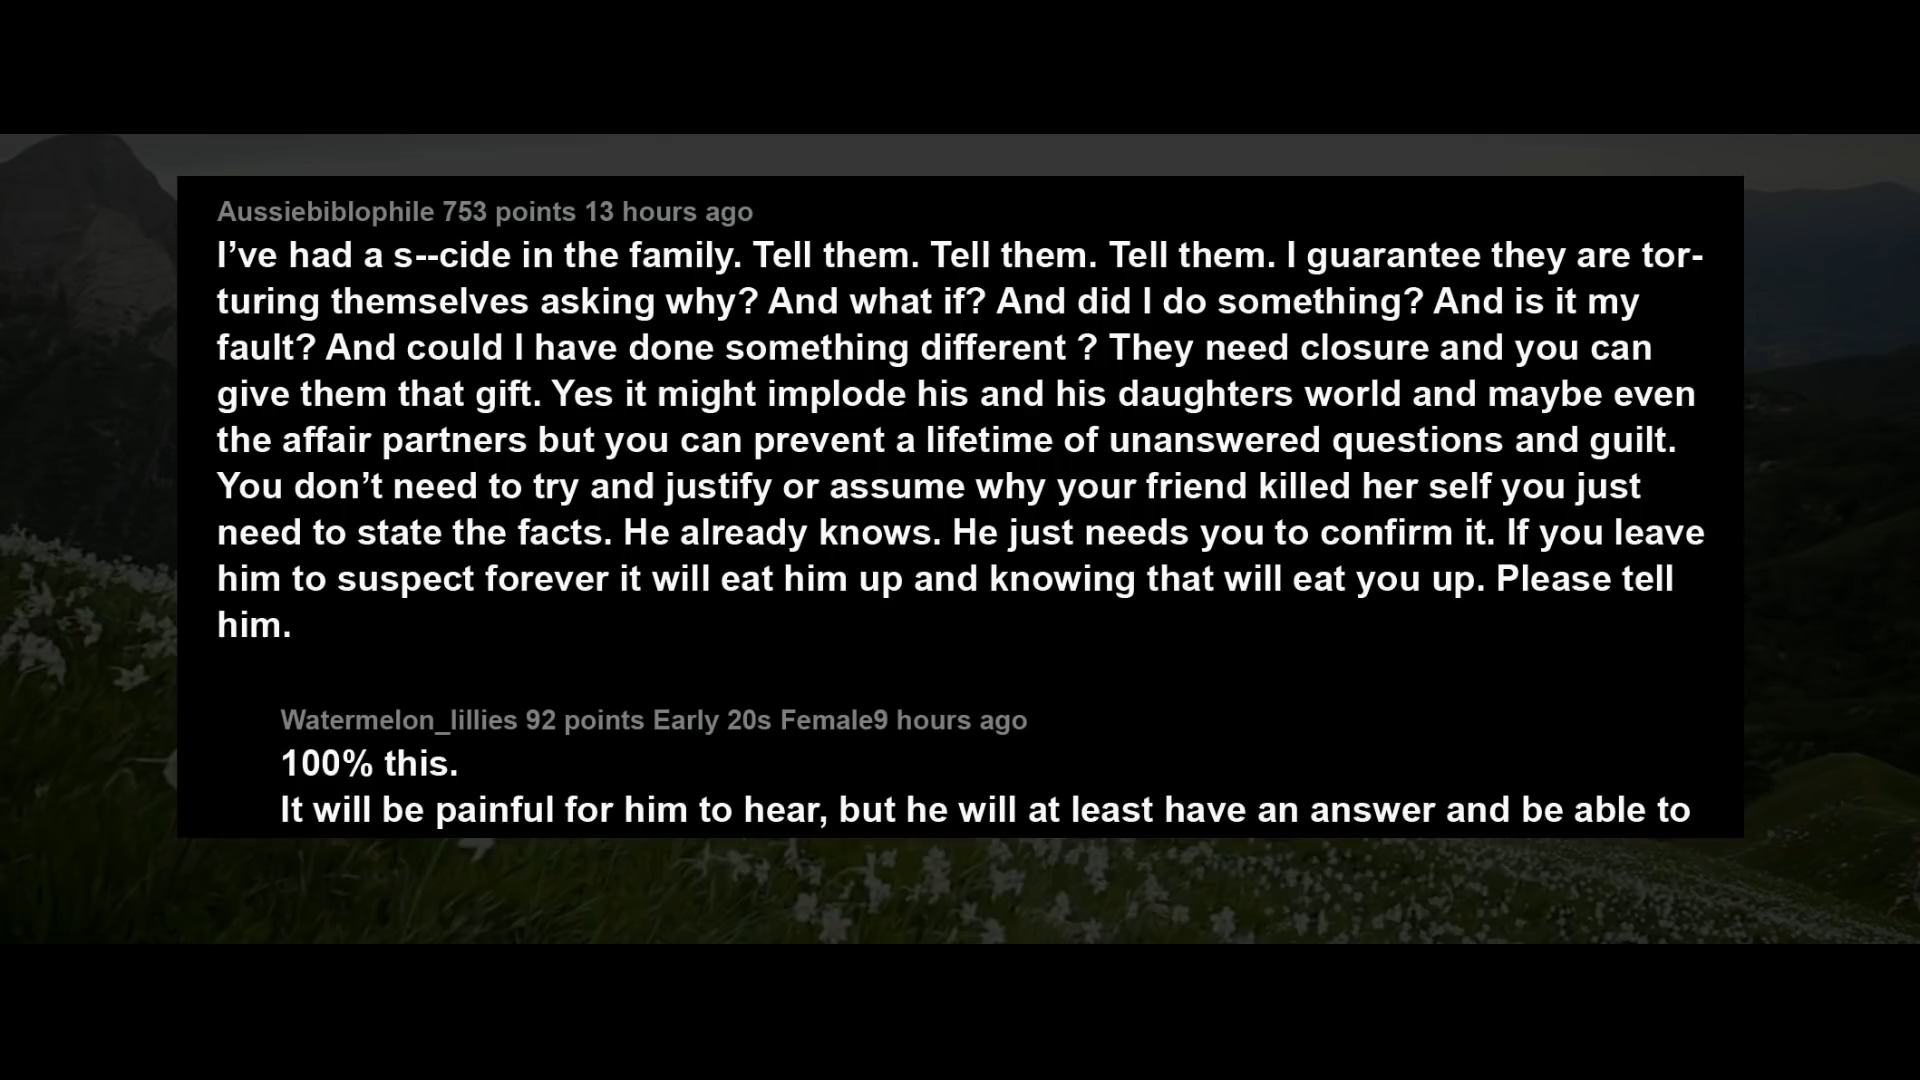 Aussiebiblophile 753 points 13 hours ago
I’ve had a s--cide in the family. Tell them. Tell them. Tell them. I guarantee they are tor-
turing themselves asking why? And what if? And did I do something? And is it my
fault? And could I have done something different ? They need closure and you can
give them that gift. Yes it might implode his and his daughters world and maybe even
the affair partners but you can prevent a lifetime of unanswered questions and guilt.
You don’t need to try and justify or assume why your friend killed her self you just
need to state the facts. He already knows. He just needs you to confirm it. If you leave
him to suspect forever it will eat him up and knowing that will eat you up. Please tell
him.
Watermelon_lillies 92 points Early 20s Female9 hours ago
100% this.
It will be painful for him to hear, but he will at least have an answer and be able to